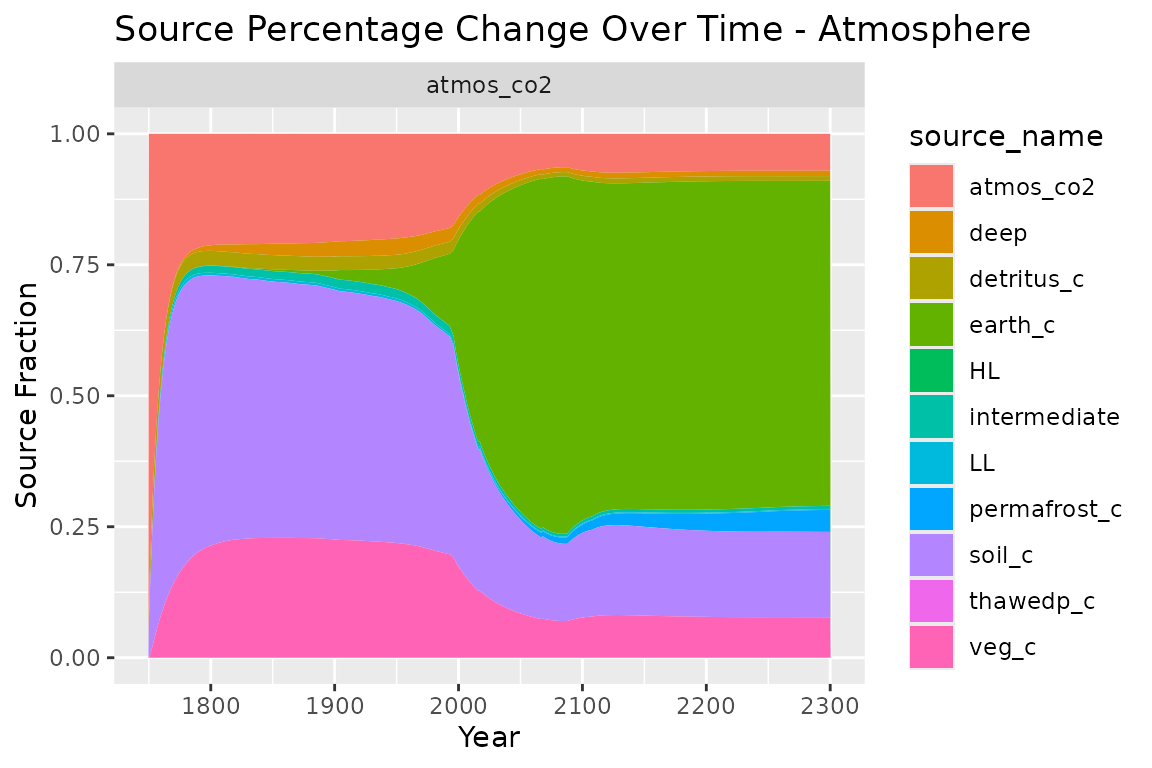 Source Percentage Change Over Time - Atmosphere
atmos_co2
1.00
0.75
0.50
0.25
0.00
Source Fraction
1800 1900 2000 2100 2200 2300
Year
source_name
atmos_co2
deep
detritus_c
earth_c
HL
intermediate
LL
permafrost_c
soil_c
thawedp_c
veg_c